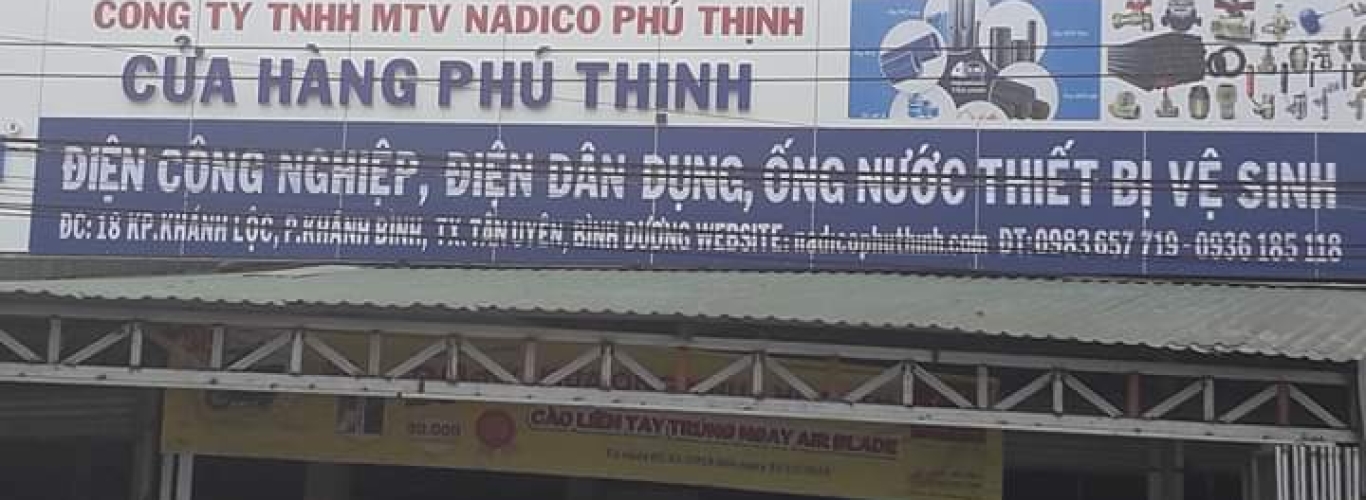 CÔNG TY TNHH MTV NADICO PHÚ THỊNH
CỬA HÀNG PHÚ THỊNH
ĐIỆN CÔNG NGHIỆP, ĐIỆN DÂN DỤNG, ỐNG NƯỚC THIẾT BỊ VỆ SINH
ĐC: 18 KP.KHÁNH LỘC, P.KHÁNH BÌNH, TX.TÂN UYÊN, BÌNH DƯƠNG WEBSITE: nadicophuthinh.com ĐT:0983 657 719 - 0936 185 118
CÀO LIỀN TAY TRÚNG NGAY AIR BLADE